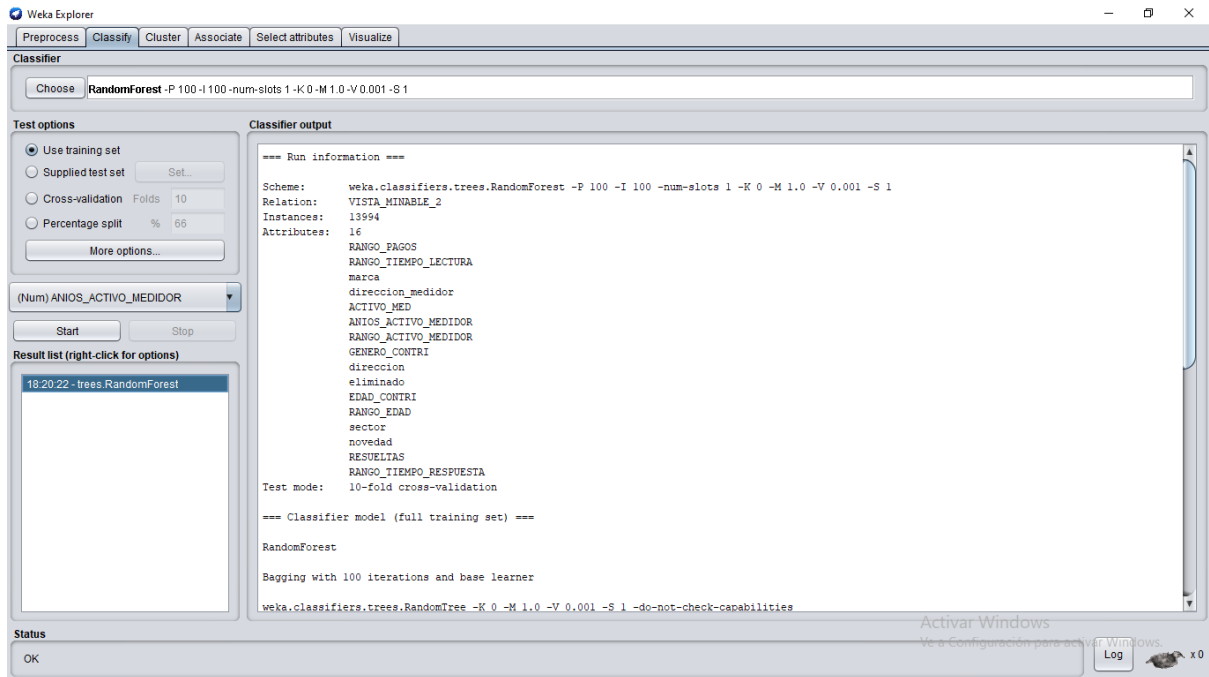 Weka Explorer
Preprocess Classify Cluster Associate Select attributes Visualize
Classifier
Choose RandomForest -P 100 -I 100 -num-slots 1 -K 0 -M 1.0 -V 0.001 -S 1
Test options
Use training set
Supplied test set Set...
Cross-validation Folds 10
Percentage split % 66
More options...
(Num) ANIOS_ACTIVO_MEDIDOR
Start Stop
Result list (right-click for options)
18:20:22 - trees.RandomForest
Classifier output
=== Run information ===
Scheme: weka.classifiers.trees.RandomForest -P 100 -I 100 -num-slots 1 -K 0 -M 1.0 -V 0.001 -S 1
Relation: VISTA_MINABLE_2
Instances: 13994
Attributes: 16
RANGO_PAGOS
RANGO_TIEMPO_LECTURA
marca
direccion_medidor
ACTIVO_MED
ANIOS_ACTIVO_MEDIDOR
RANGO_ACTIVO_MEDIDOR
GENERO_CONTRI
direccion
eliminado
EDAD_CONTRI
RANGO_EDAD
sector
novedad
RESUELTAS
RANGO_TIEMPO_RESPUESTA
Test mode: 10-fold cross-validation
=== Classifier model (full training set) ===
RandomForest
Bagging with 100 iterations and base learner
weka.classifiers.trees.RandomTree -K 0 -M 1.0 -V 0.001 -S 1 -do-not-check-capabilities
Activar Windows
Ve a Configuración para activar Windows.
Status
OK
Log x 0